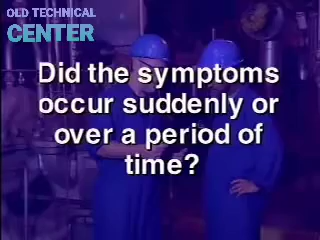 OLD TECHNICAL
CENTER
Did the symptoms
occur suddenly or
over a period of
time?